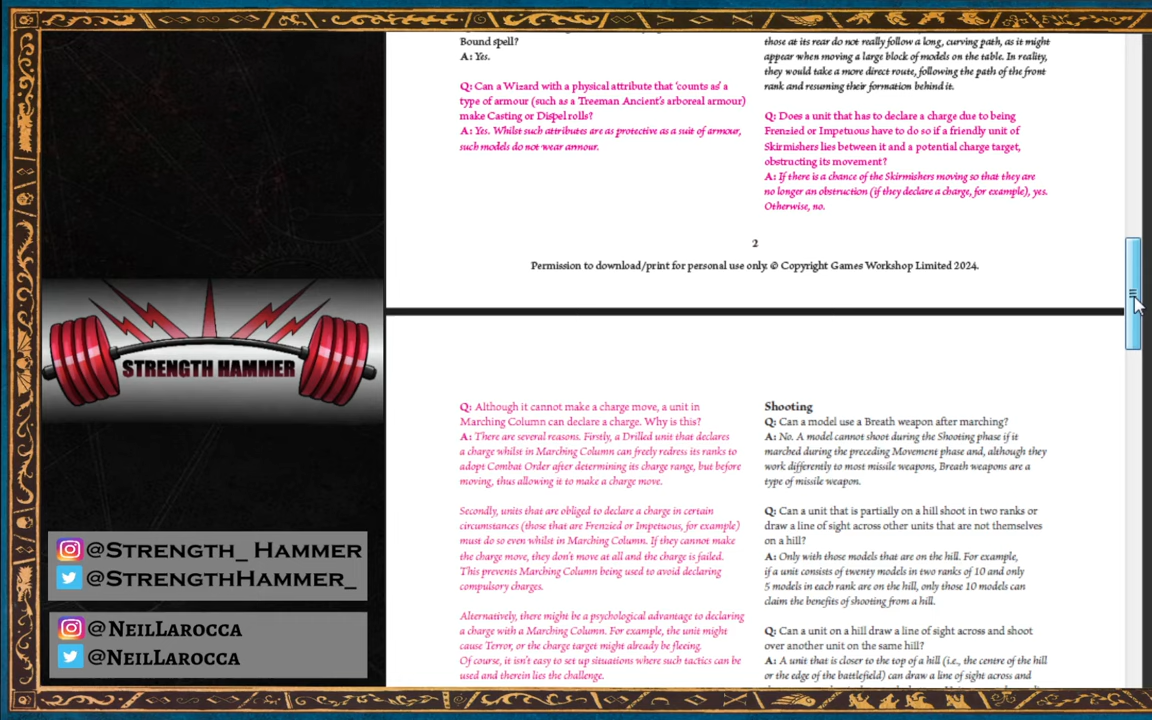 Bound spell?
A: Yes.
Q: Can a Wizard with a physical attribute that ‘counts as’ a
type of armour (such as a Treeman Ancient’s arboreal armour)
make Casting or Dispel rolls?
A: Yes. Whilst such attributes are as protective as a suit of armour,
such models do not wear armour.
those at its rear do not really follow a long, curving path, as it might
appear when moving a large block of models on the table. In reality,
they would take a more direct route, following the path of the front
rank and resuming their formation behind it.
Q: Does a unit that has to declare a charge due to being
Frenzied or Impetuous have to do so if a friendly unit of
Skirmishers lies between it and a potential charge target,
obstructing its movement?
A: If there is a chance of the Skirmishers moving so that they are
no longer an obstruction (if they declare a charge, for example), yes.
Otherwise, no.
2
Permission to download/print for personal use only. © Copyright Games Workshop Limited 2024.
Q: Although it cannot make a charge move, a unit in
Marching Column can declare a charge. Why is this?
A: There are several reasons. Firstly, a Drilled unit that declares
a charge whilst in Marching Column can freely redress its ranks to
adopt Combat Order after determining its charge range, but before
moving, thus allowing it to make a charge move.
Secondly, units that are obliged to declare a charge in certain
circumstances (those that are Frenzied or Impetuous, for example)
must do so even whilst in Marching Column. If they cannot make
the charge move, they don’t move at all and the charge is failed.
This prevents Marching Column being used to avoid declaring
compulsory charges.
Alternatively, there might be a psychological advantage to declaring
a charge with a Marching Column. For example, the unit might
cause Terror, or the charge target might already be fleeing.
Of course, it isn’t easy to set up situations where such tactics can be
used and therein lies the challenge.
Shooting
Q: Can a model use a Breath weapon after marching?
A: No. A model cannot shoot during the Shooting phase if it
marched during the preceding Movement phase and, although they
work differently to most missile weapons, Breath weapons are a
type of missile weapon.
Q: Can a unit that is partially on a hill shoot in two ranks or
draw a line of sight across other units that are not themselves
on a hill?
A: Only with those models that are on the hill. For example,
if a unit consists of twenty models in two ranks of 10 and only
5 models in each rank are on the hill, only those 10 models can
claim the benefits of shooting from a hill.
Q: Can a unit on a hill draw a line of sight across and shoot
over another unit on the same hill?
A: A unit that is closer to the top of a hill (i.e., the centre of the hill
or the edge of the battlefield) can draw a line of sight across and
STRENGTH HAMMER
@STRENGTH_HAMMER
@STRENGTHHAMMER_
@NEILLAROCCA
@NEILLAROCCA